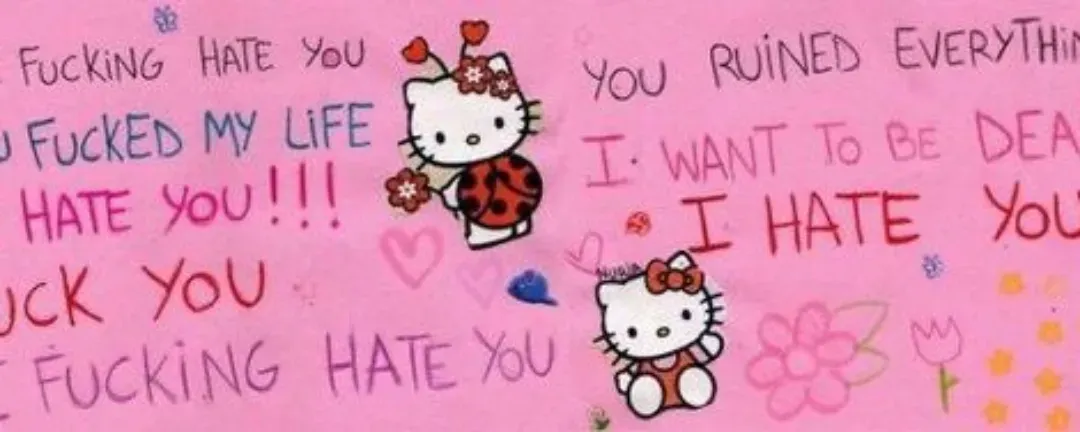 FUCKiNG HATE YOU
FUCKED MY LiFE
HATE YOU!!!
UCK YOU
FUCKiNG HATE YOU
YOU RUiNED EVERYTHiN
I WANT To BE DEA
I HATE YOU